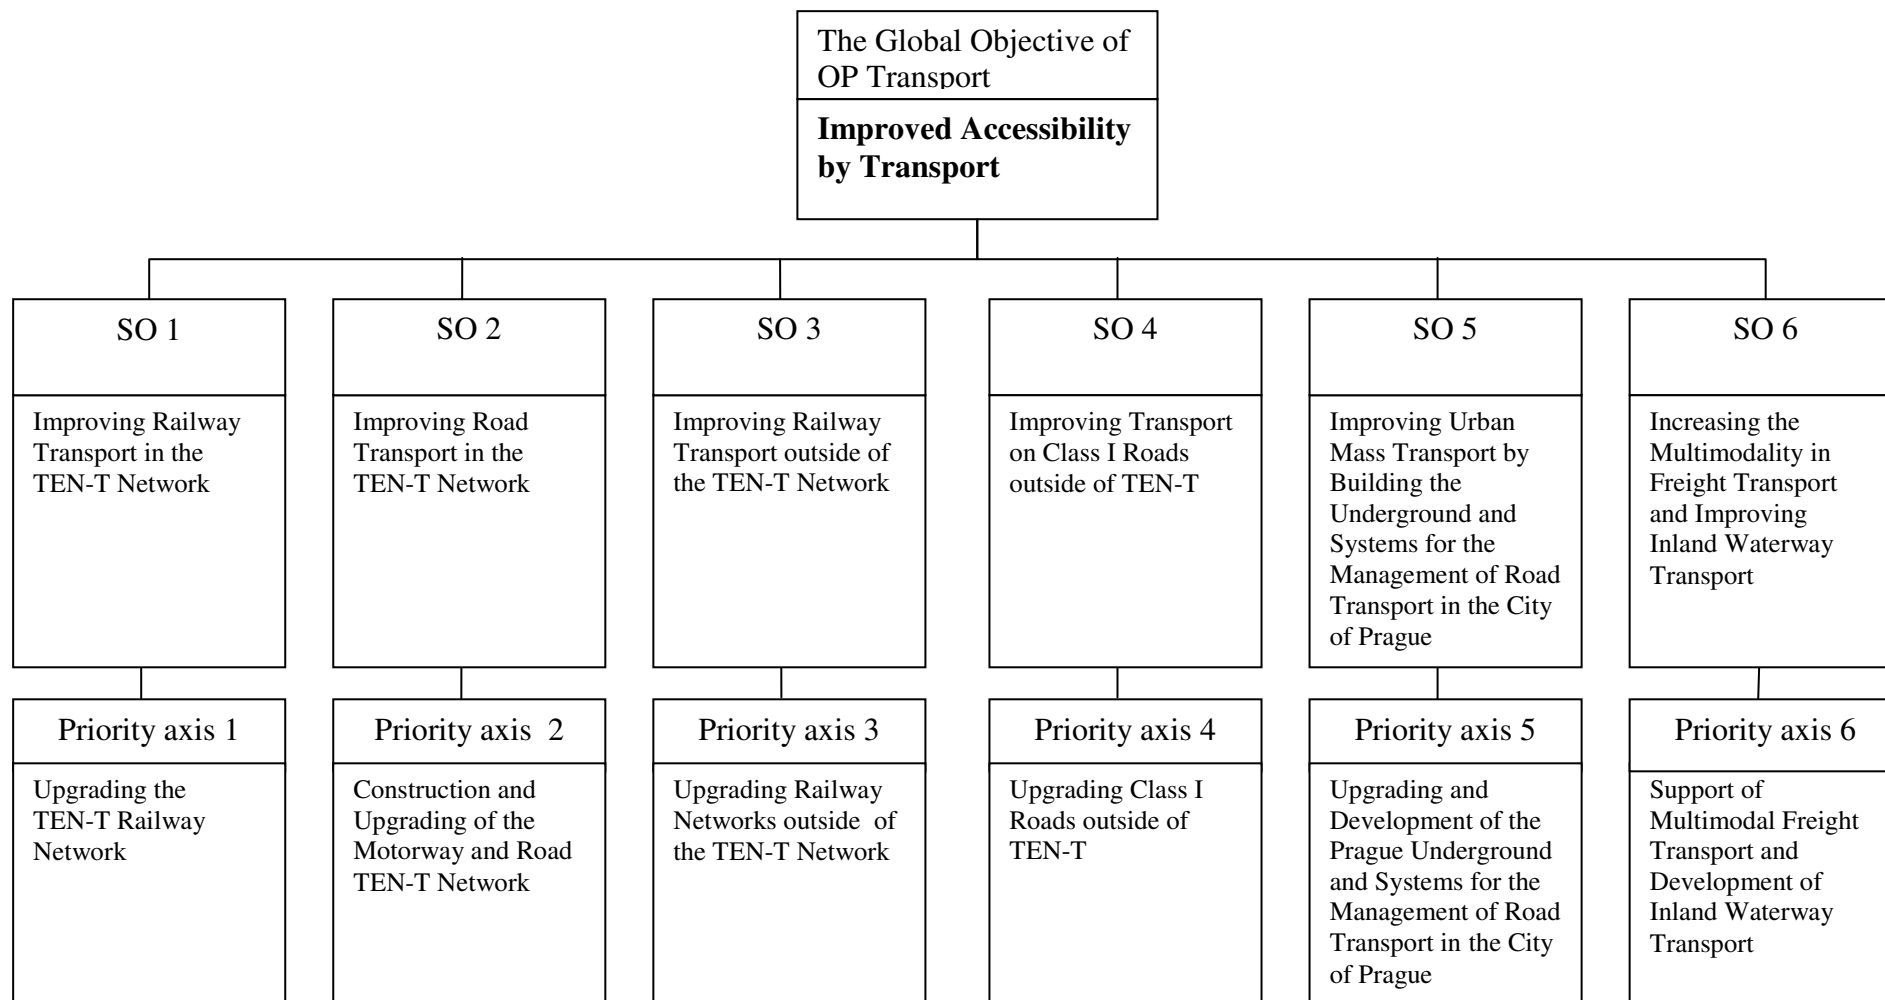 The Global Objective of
OP Transport
Improved Accessibility
by Transport
SO 1
Improving Railway
Transport in the
TEN-T Network
SO 2
Improving Road
Transport in the
TEN-T Network
SO 3
Improving Railway
Transport outside of
the TEN-T Network
SO 4
Improving Transport
on Class I Roads
outside of TEN-T
SO 5
Improving Urban
Mass Transport by
Building the
Underground and
Systems for the
Management of Road
Transport in the City
of Prague
SO 6
Increasing the
Multimodality in
Freight Transport
and Improving
Inland Waterway
Transport
Priority axis 1
Upgrading the
TEN-T Railway
Network
Priority axis  2
Construction and
Upgrading of the
Motorway and Road
TEN-T Network
Priority axis 3
Upgrading Railway
Networks outside  of
the TEN-T Network
Priority axis 4
Upgrading Class I
Roads outside of
TEN-T
Priority axis 5
Upgrading and
Development of the
Prague Underground
and Systems for the
Management of Road
Transport in the City
of Prague
Priority axis 6
Support of
Multimodal Freight
Transport and
Development of
Inland Waterway
Transport